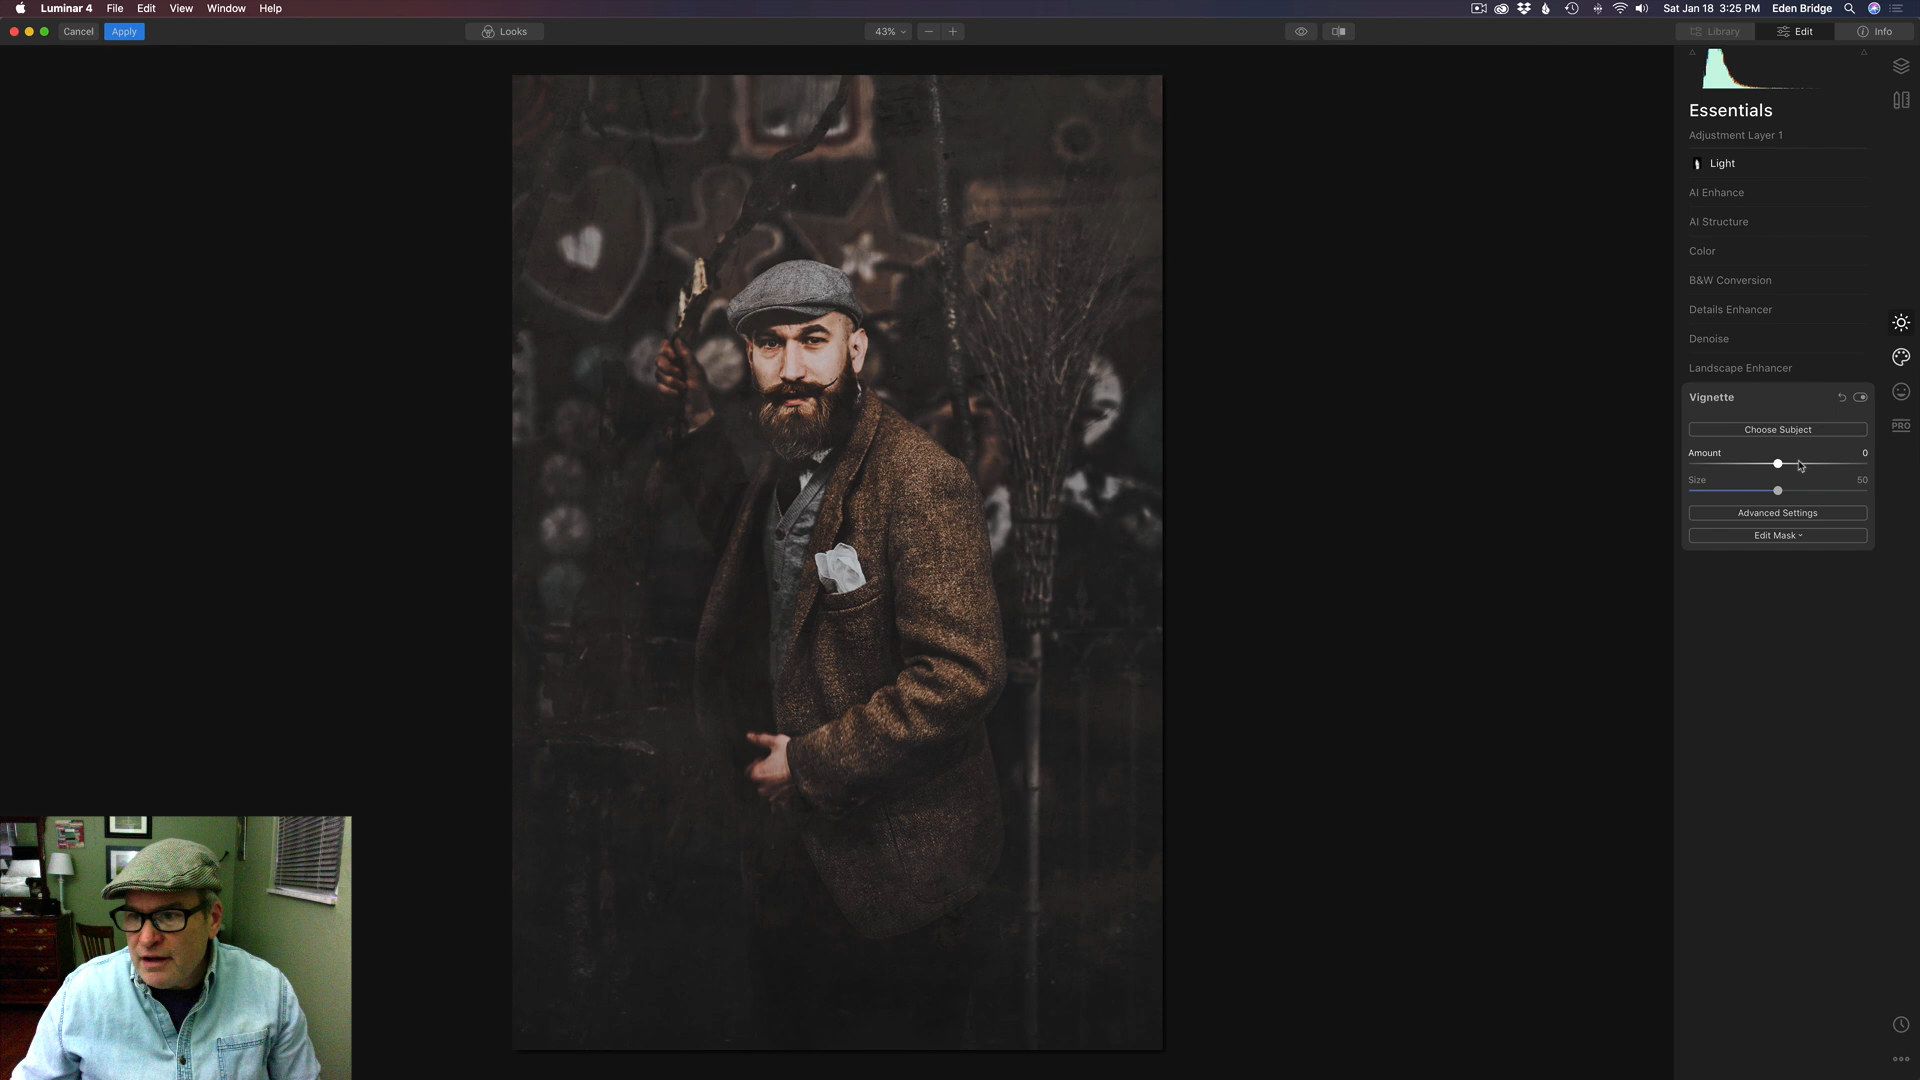 Luminar 4 File Edit View Window Help Sat Jan 18 3:25 PM Eden Bridge
Cancel Apply Looks 43% Library Edit Info
Essentials
Adjustment Layer 1
Light
AI Enhance
AI Structure
Color
B&W Conversion
Details Enhancer
Denoise
Landscape Enhancer
Vignette
PRO
Choose Subject
Amount 0
Size 50
Advanced Settings
Edit Mask